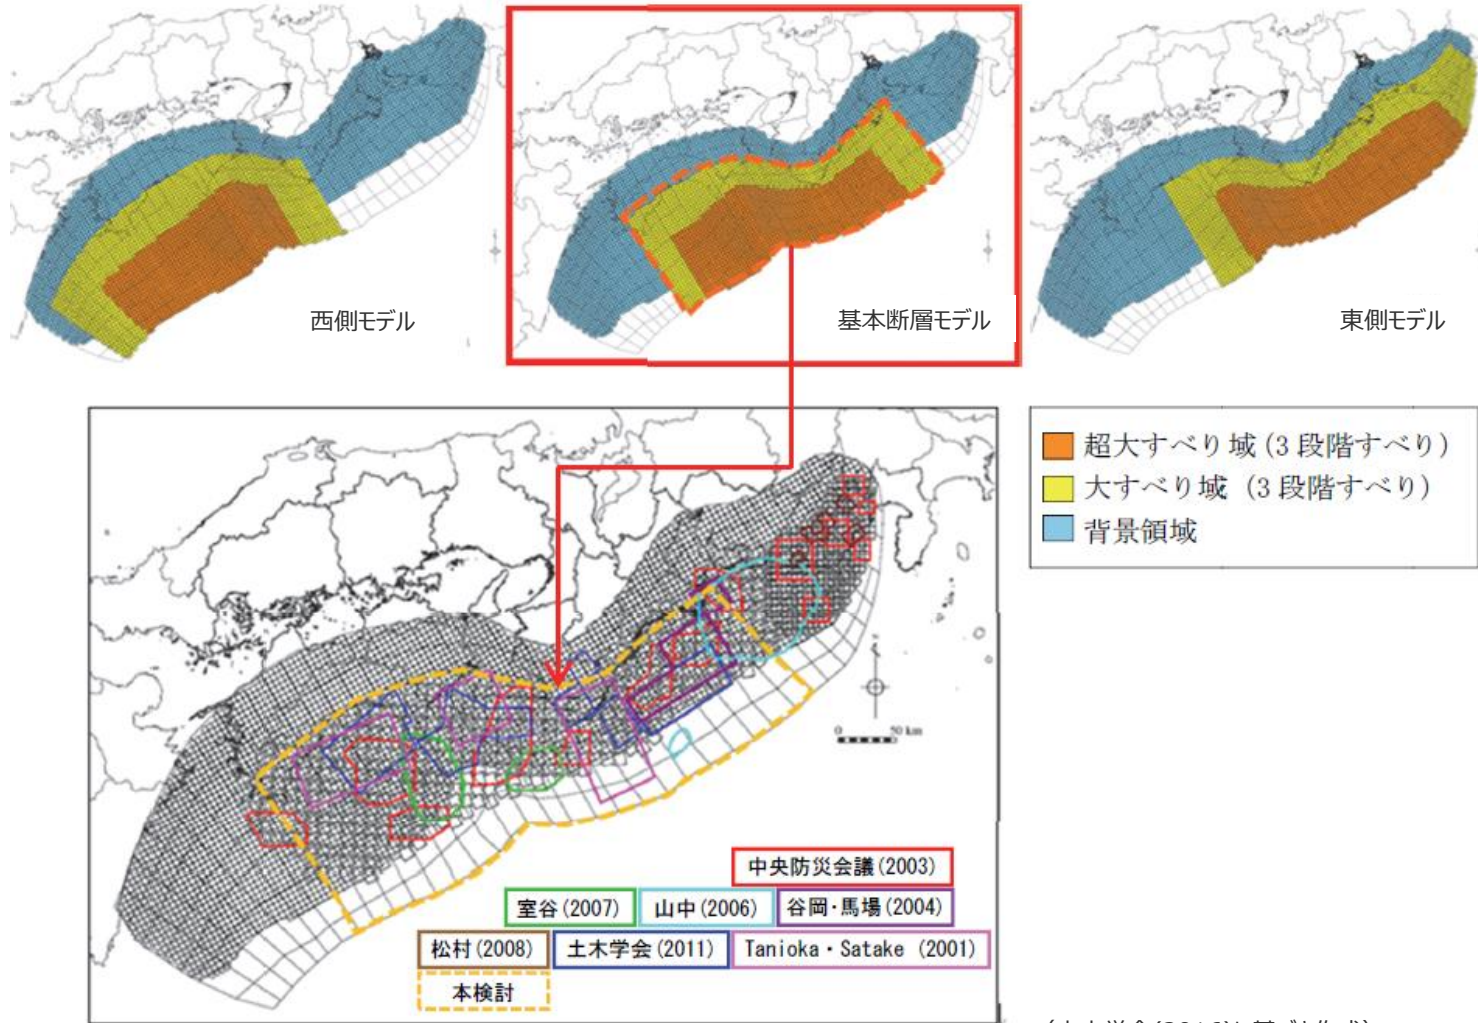 西側モデル
基本断層モデル
東側モデル
超大すべり域(3段階すべり)
大すべり域 (3段階すべり)
背景領域
0 50 km
中央防災会議(2003)
室谷(2007)
山中(2006)
谷岡・馬場(2004)
松村(2008)
土木学会(2011)
Tanioka・Satake (2001)
本検討